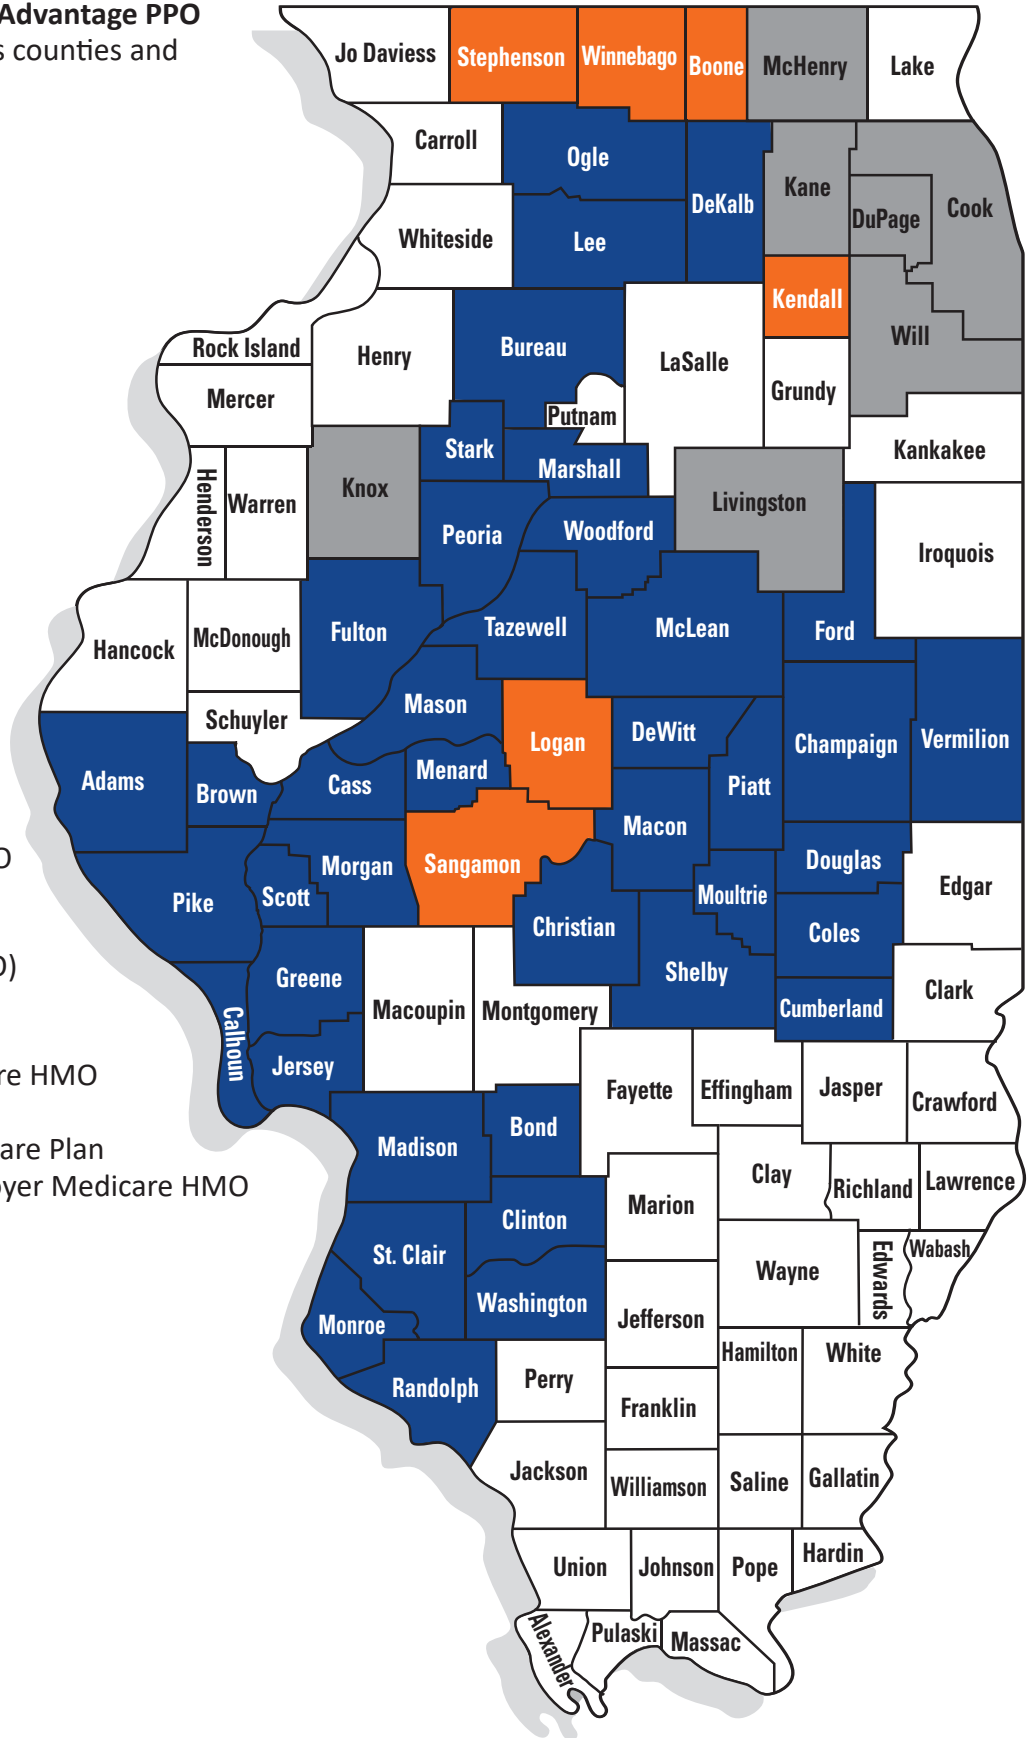 Advantage PPO
s counties and
Jo Daviess
Stephenson
Winnebago
Boone
McHenry
Lake
Carroll
Ogle
DeKalb
Kane
DuPage
Cook
Whiteside
Lee
Kendall
Will
Rock Island
Henry
Bureau
LaSalle
Grundy
Mercer
Putnam
Kankakee
Stark
Marshall
Henderson
Warren
Knox
Livingston
Peoria
Woodford
Iroquois
Hancock
McDonough
Fulton
Tazewell
McLean
Ford
Schuyler
Mason
Logan
DeWitt
Champaign
Vermilion
Adams
Brown
Cass
Menard
Piatt
Macon
O
Pike
Scott
Morgan
Sangamon
Christian
Moultrie
Douglas
Edgar
Coles
D)
Greene
Shelby
Calhoun
Macoupin
Montgomery
Cumberland
Clark
Jersey
re HMO
Fayette
Effingham
Jasper
Crawford
Madison
Bond
are Plan
oyer Medicare HMO
Clay
Richland
Lawrence
Marion
Clinton
St. Clair
Wayne
Edwards
Wabash
Washington
Monroe
Jefferson
Hamilton
White
Randolph
Perry
Franklin
Jackson
Williamson
Saline
Gallatin
Union
Johnson
Pope
Hardin
Alexander
Pulaski
Massac